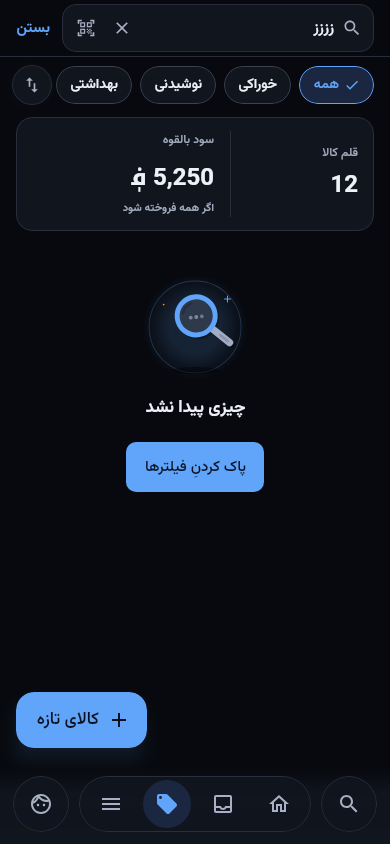 زززز
بستن
همه
خوراکی
نوشیدنی
بهداشتی
قلم کالا
12
سود بالقوه
5,250 ؋
اگر همه فروخته شود
چیزی پیدا نشد
پاک کردنِ فیلترها
کالای تازه